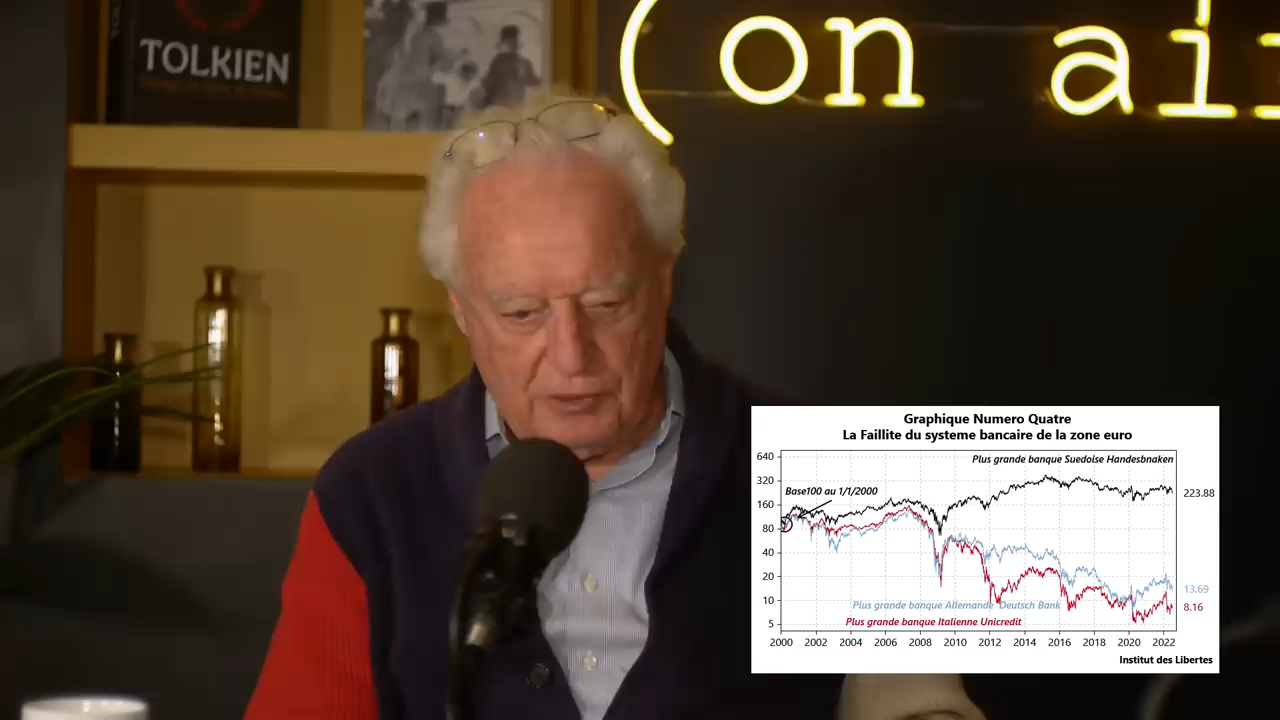 TOLKIEN
(on ai
Graphique Numero Quatre
La Faillite du systeme bancaire de la zone euro
Plus grande banque Suedoise Handesbnaken
Base100 au 1/1/2000
640
320
160
80
40
20
10
5
223.88
13.69
8.16
Plus grande banque Allemande Deutsch Bank
Plus grande banque Italienne Unicredit
2000 2002 2004 2006 2008 2010 2012 2014 2016 2018 2020 2022
Institut des Libertes